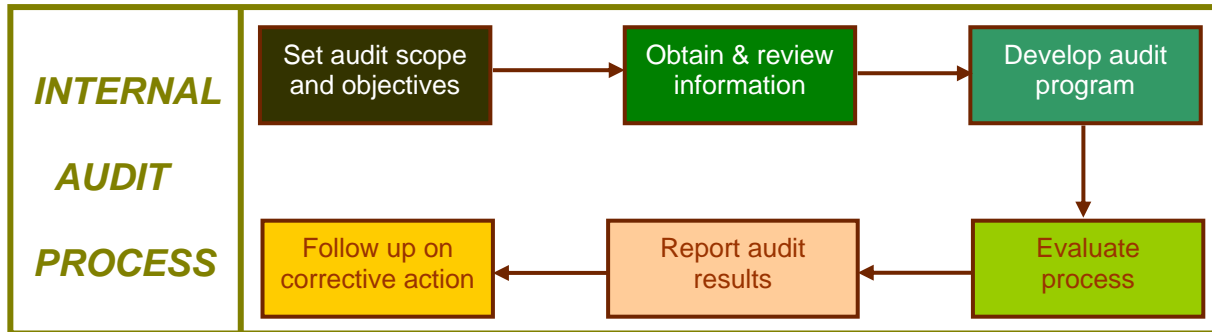 INTERNAL
AUDIT
PROCESS
Set audit scope
and objectives
Obtain & review
information
Develop audit
program
Evaluate
process
Report audit
results
Follow up on
corrective action